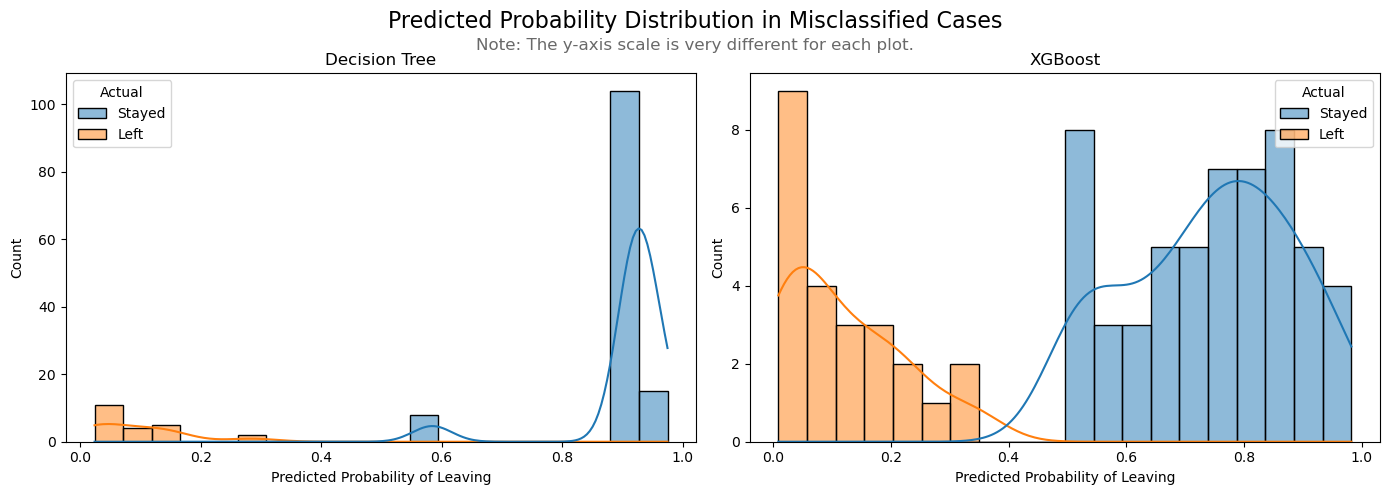 Predicted Probability Distribution in Misclassified Cases
Note: The y-axis scale is very different for each plot.
Decision Tree
Actual
Stayed
Left
Count
100
80
60
40
20
0
0.0 0.2 0.4 0.6 0.8 1.0
Predicted Probability of Leaving
XGBoost
Actual
Stayed
Left
Count
8
6
4
2
0
0.0 0.2 0.4 0.6 0.8 1.0
Predicted Probability of Leaving